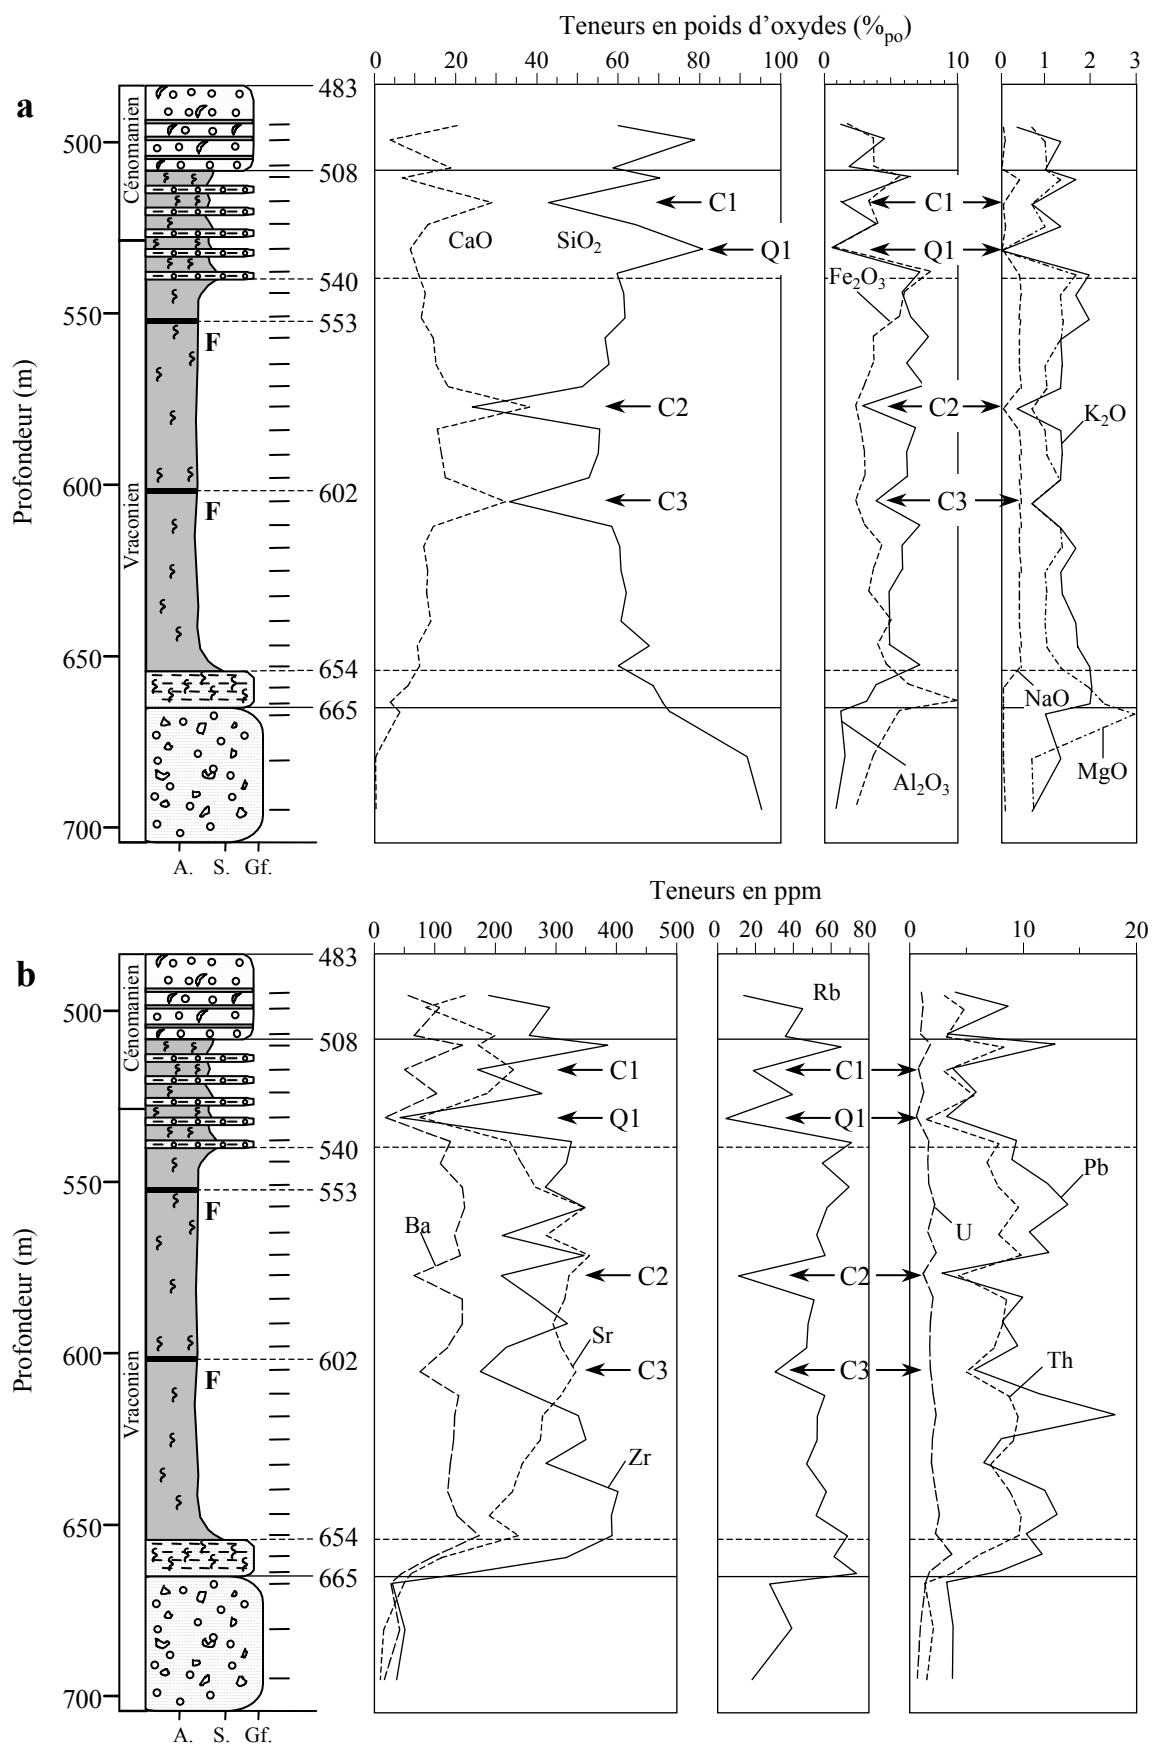 Teneurs en poids d'oxydes (%po)
a
0 20 40 60 80 100 0 10 0 1 2 3
Cénomanien
483
500
508
C1 C1
CaO SiO2 Q1 Q1
540 Fe2O3
550
553
F
Profondeur (m)
C2 C2
K2O
600
602
F
C3 C3
Vraconien
650
654
NaO
665
MgO
Al2O3
700
A. S. Gf.
Teneurs en ppm
0 100 200 300 400 500 0 20 40 60 80 0 10 20
b
Cénomanien
483
Rb
500
508
C1 C1
Q1 Q1
540
Pb
550
553
F
Ba U
Profondeur (m)
C2 C2
Sr
600
602
Th
F
C3 C3
Vraconien
Zr
650
654
665
700
A. S. Gf.